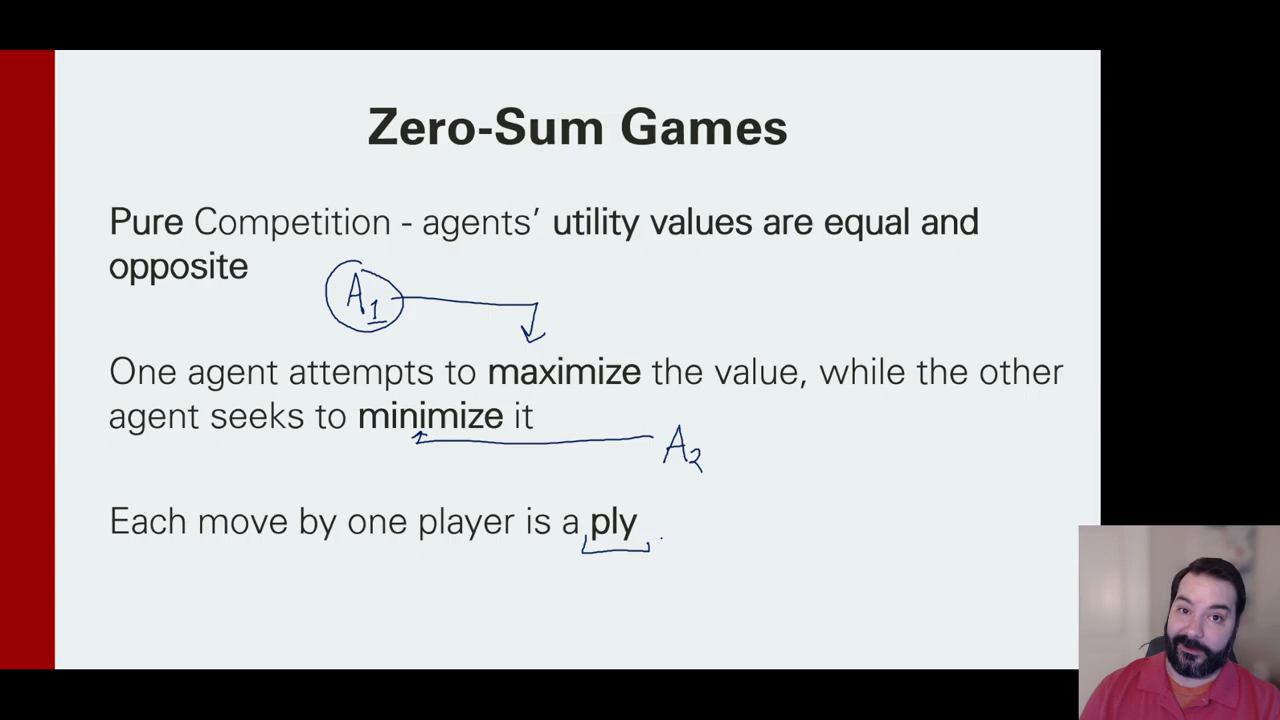 Zero-Sum Games
Pure Competition - agents’ utility values are equal and
opposite
A1
One agent attempts to maximize the value, while the other
agent seeks to minimize it
A2
Each move by one player is a ply